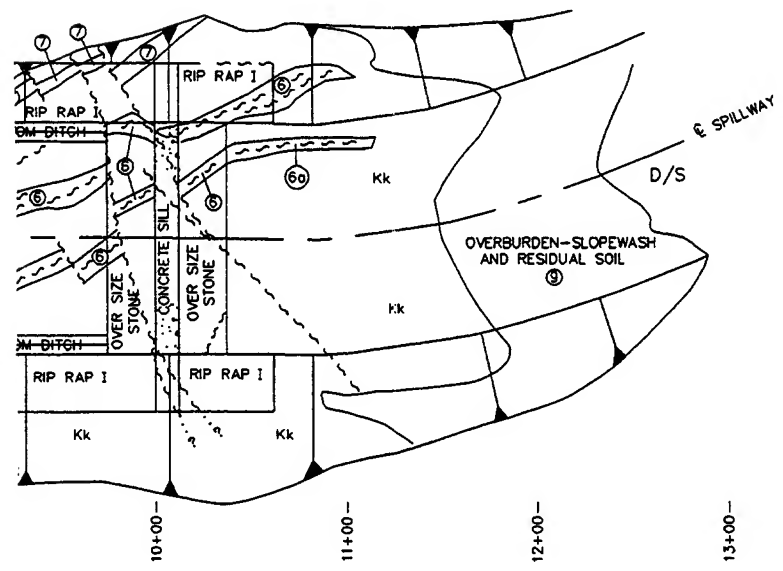 7
7
7
RIP RAP I
6
RIP RAP I
℄ SPILLWAY
OM DITCH
6
6a
Kk
D/S
6
6
CONCRETE SILL
6
OVERBURDEN-SLOPEWASH
AND RESIDUAL SOIL
9
OVER SIZE
STONE
OVER SIZE
STONE
Kk
OM DITCH
RIP RAP I
RIP RAP I
Kk
Kk
10+00
11+00
12+00
13+00